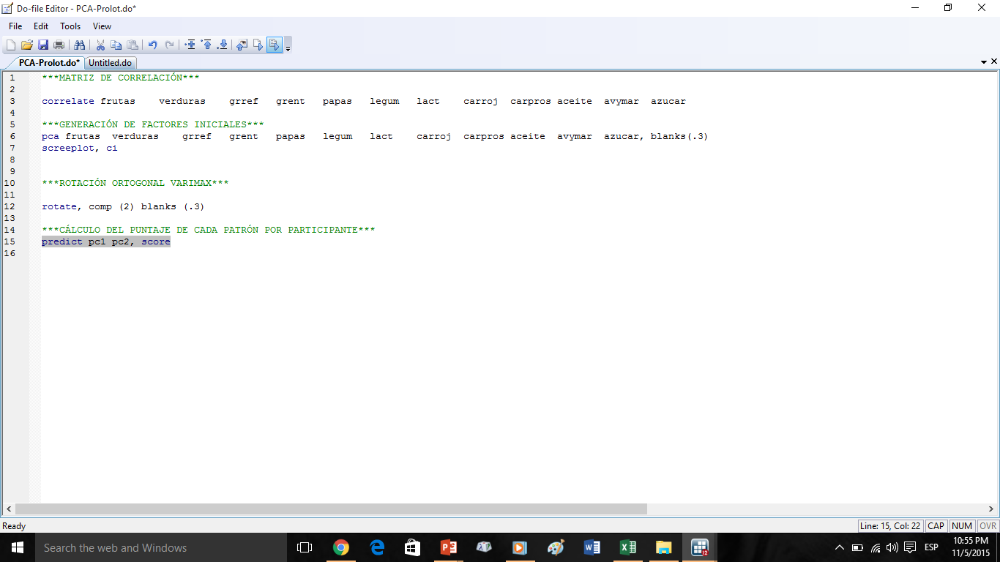 Do-file Editor - PCA-Prolot.do*
File Edit Tools View
PCA-Prolot.do* Untitled.do
1 ***MATRIZ DE CORRELACIÓN***
2
3 correlate frutas verduras grref grent papas legum lact carroj carpros aceite avymar azucar
4
5 ***GENERACIÓN DE FACTORES INICIALES***
6 pca frutas verduras grref grent papas legum lact carroj carpros aceite avymar azucar, blanks(.3)
7 screeplot, ci
8
9
10 ***ROTACIÓN ORTOGONAL VARIMAX***
11
12 rotate, comp (2) blanks (.3)
13
14 ***CÁLCULO DEL PUNTAJE DE CADA PATRÓN POR PARTICIPANTE***
15 predict pc1 pc2, score
16
Ready Line: 15, Col: 22 CAP NUM OVR
Search the web and Windows ESP 10:55 PM
11/5/2015
12